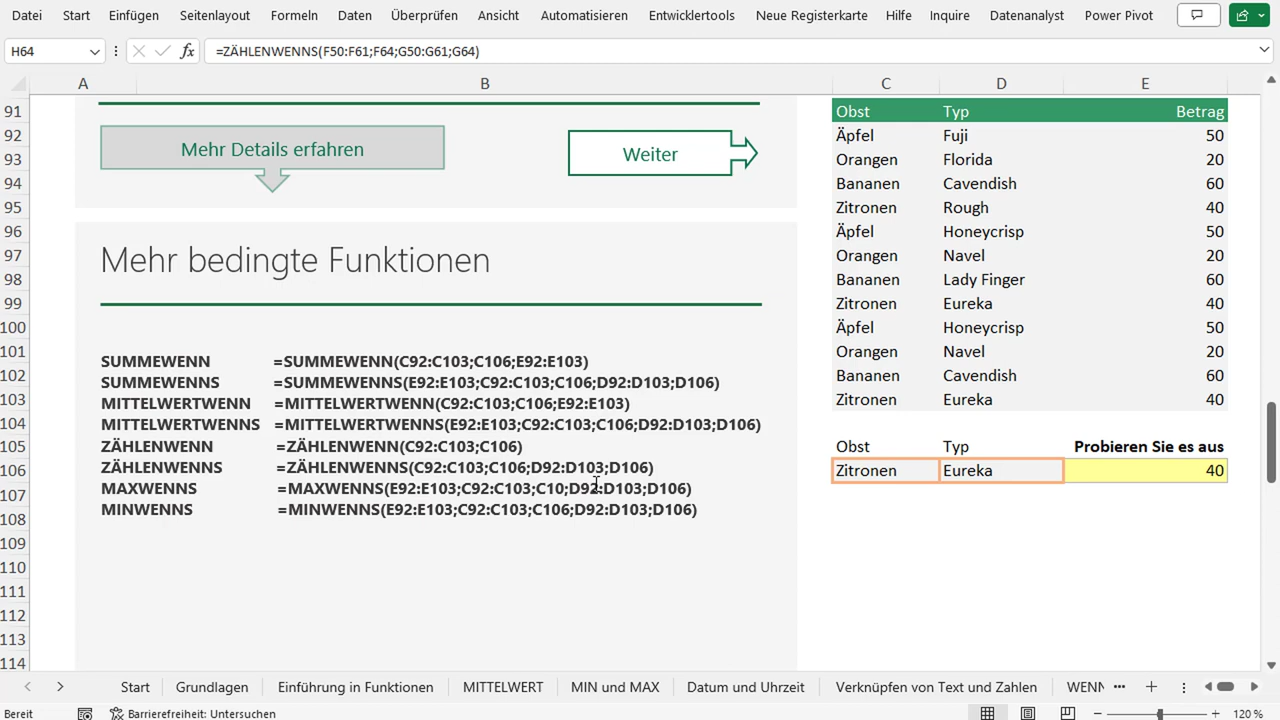 Datei Start Einfügen Seitenlayout Formeln Daten Überprüfen Ansicht Automatisieren Entwicklertools Neue Registerkarte Hilfe Inquire Datenanalyse Power Pivot
H64 fx =ZÄHLENWENNS(F50:F61;F64;G50:G61;G64)
A B C D E
91 Obst Typ Betrag
92 Äpfel Fuji 50
Mehr Details erfahren
Weiter
93 Orangen Florida 20
94 Bananen Cavendish 60
95 Zitronen Rough 40
96 Äpfel Honeycrisp 50
97 Mehr bedingte Funktionen Orangen Navel 20
98 Bananen Lady Finger 60
99 Zitronen Eureka 40
100 Äpfel Honeycrisp 50
101 SUMMEWENN =SUMMEWENN(C92:C103;C106;E92:E103) Orangen Navel 20
102 SUMMEWENNS =SUMMEWENNS(E92:E103;C92:C103;C106;D92:D103;D106) Bananen Cavendish 60
103 MITTELWERTWENN =MITTELWERTWENN(C92:C103;C106;E92:E103) Zitronen Eureka 40
104 MITTELWERTWENNS =MITTELWERTWENNS(E92:E103;C92:C103;C106;D92:D103;D106)
105 ZÄHLENWENN =ZÄHLENWENN(C92:C103;C106) Obst Typ Probieren Sie es aus
106 ZÄHLENWENNS =ZÄHLENWENNS(C92:C103;C106;D92:D103;D106) Zitronen Eureka 40
107 MAXWENNS =MAXWENNS(E92:E103;C92:C103;C10;D92:D103;D106)
108 MINWENNS =MINWENNS(E92:E103;C92:C103;C106;D92:D103;D106)
109
110
111
112
113
114
Start Grundlagen Einführung in Funktionen MITTELWERT MIN und MAX Datum und Uhrzeit Verknüpfen von Text und Zahlen WENN ...
Bereit Barrierefreiheit: Untersuchen 120 %